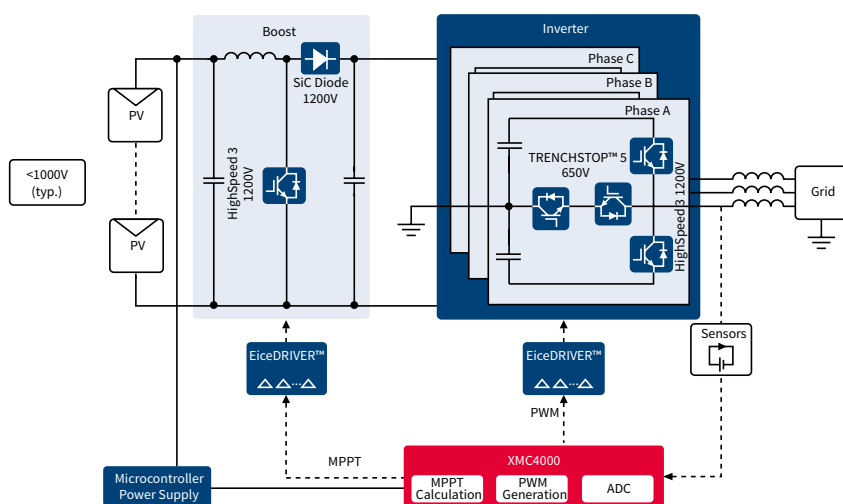 Boost
Inverter
SiC Diode
1200V
Phase C
Phase B
Phase A
PV
HighSpeed 3
1200V
TRENCHSTOP™ 5
650V
HighSpeed 3 1200V
<1000V
(typ.)
Grid
PV
Sensors
EiceDRIVER™
EiceDRIVER™
...
...
PWM
MPPT
XMC4000
Microcontroller
Power Supply
MPPT
Calculation
PWM
Generation
ADC